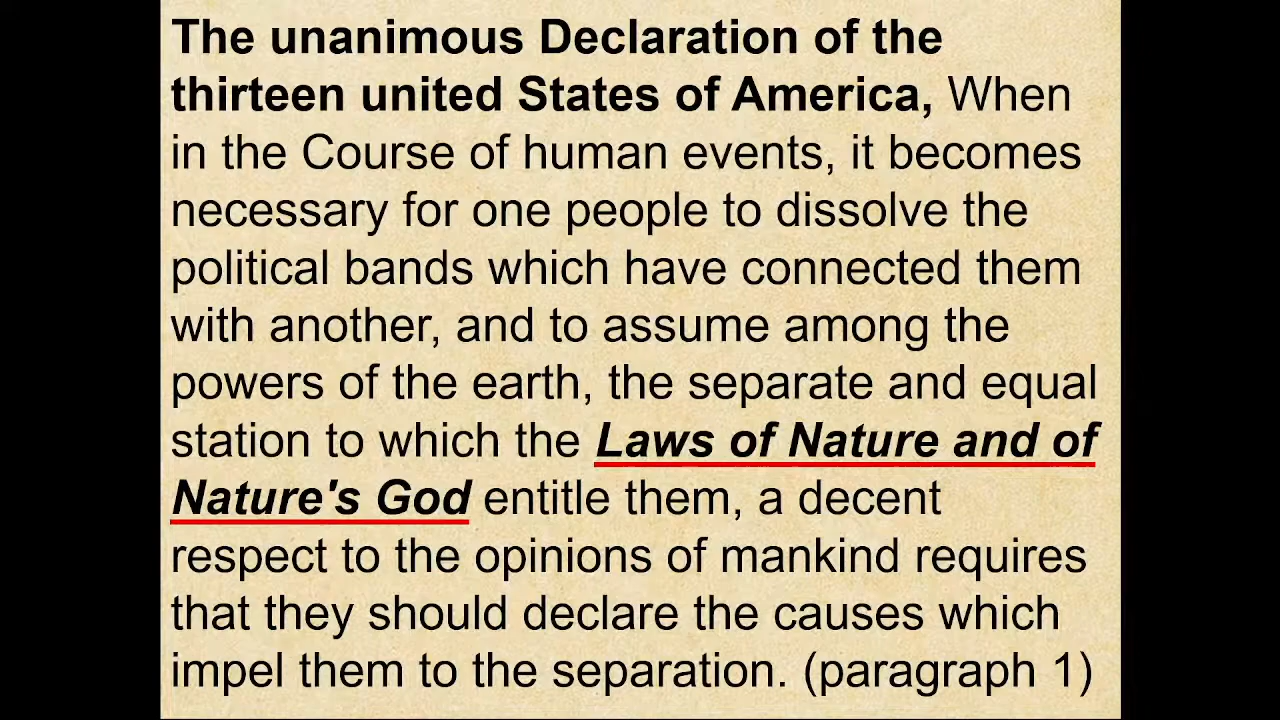 The unanimous Declaration of the
thirteen united States of America, When
in the Course of human events, it becomes
necessary for one people to dissolve the
political bands which have connected them
with another, and to assume among the
powers of the earth, the separate and equal
station to which the Laws of Nature and of
Nature's God entitle them, a decent
respect to the opinions of mankind requires
that they should declare the causes which
impel them to the separation. (paragraph 1)